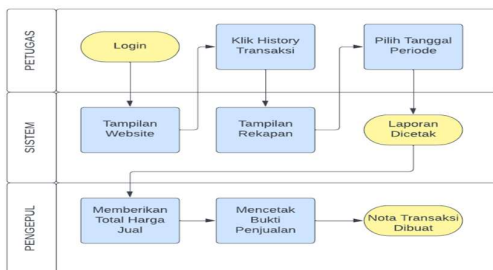 PETUGAS
Login
Klik History
Transaksi
Pilih Tanggal
Periode
SISTEM
Tampilan
Website
Tampilan
Rekapan
Laporan
Dicetak
PENGEPUL
Memberikan
Total Harga
Jual
Mencetak
Bukti
Penjualan
Nota Transaksi
Dibuat